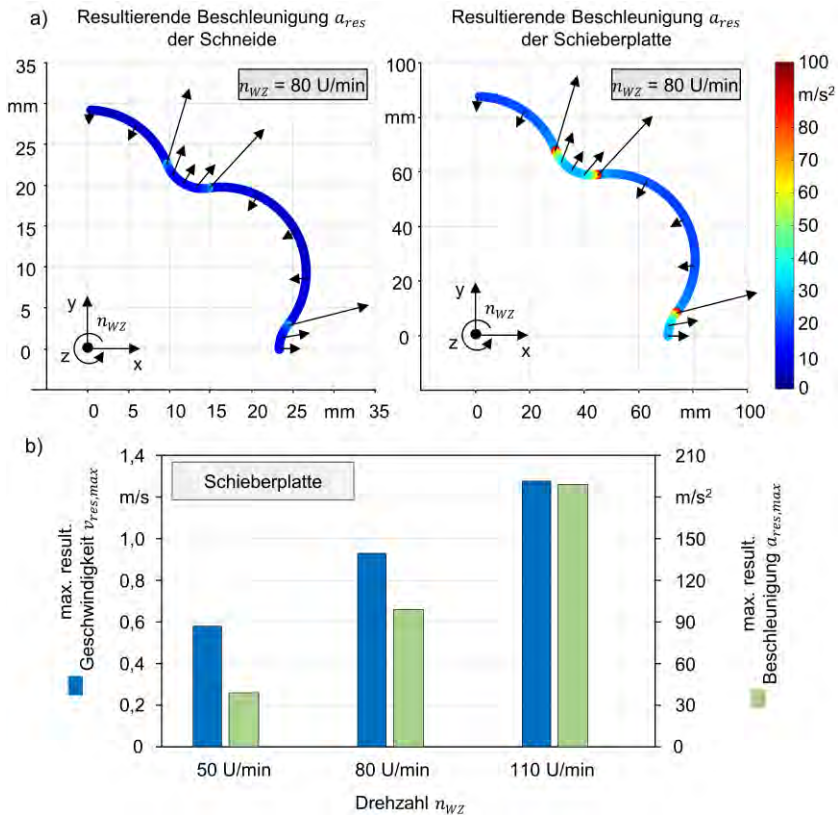 a)
Resultierende Beschleunigung a_res
der Schneide
Resultierende Beschleunigung a_res
der Schieberplatte
35
mm
25
20
15
10
5
0
n_WZ = 80 U/min
y
n_WZ
z
x
0 5 10 15 23 25 mm 35
100
mm
60
40
20
0
n_WZ = 80 U/min
y
n_WZ
z
x
0 20 30 40 60 mm 100
100
m/s²
80
70
60
50
40
30
20
10
0
b)
Schieberplatte
max. result.
Geschwindigkeit v_res,max
1,4
m/s
1,0
0,8
0,6
0,4
0,2
0
210
m/s²
150
140
90
60
30
0
max. result.
Beschleunigung a_res,max
50 U/min 80 U/min 110 U/min
Drehzahl n_WZ